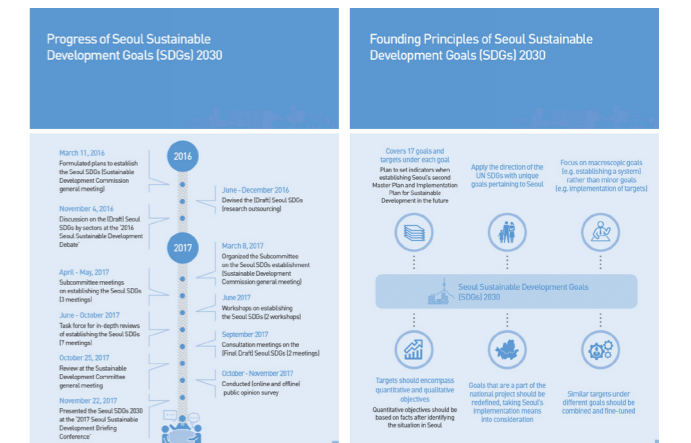 Progress of Seoul Sustainable
Development Goals (SDGs) 2030
2016
March 11, 2016
Formulated plans to establish
the Seoul SDGs (Sustainable
Development Commission
general meeting)
June - December 2016
Devised the (Draft) Seoul SDGs
(research outsourcing)
November 4, 2016
Discussion on the (Draft) Seoul
SDGs by sectors at the '2016
Seoul Sustainable Development
Debate'
2017
March 8, 2017
Organized the Subcommittee
on the Seoul SDGs establishment
(Sustainable Development
Commission general meeting)
April - May, 2017
Subcommittee meetings
on establishing the Seoul SDGs
(3 meetings)
June 2017
Workshops on establishing
the Seoul SDGs (2 workshops)
June - October 2017
Task force for in-depth reviews
of establishing the Seoul SDGs
(7 meetings)
September 2017
Consultation meetings on the
(Final Draft) Seoul SDGs (2 meetings)
October 25, 2017
Review at the Sustainable
Development Committee
general meeting
October - November 2017
Conducted (online and offline)
public opinion survey
November 22, 2017
Presented the Seoul SDGs 2030
at the '2017 Seoul Sustainable
Development Briefing
Conference'
Founding Principles of Seoul Sustainable
Development Goals (SDGs) 2030
Covers 17 goals and
targets under each goal
Plan to set indicators when
establishing Seoul's second
Master Plan and Implementation
Plan for Sustainable
Development in the future
Apply the direction of the
UN SDGs with unique
goals pertaining to Seoul
Focus on macroscopic goals
(e.g. establishing a system)
rather than minor goals
(e.g. implementation of targets)
Seoul Sustainable Development Goals
(SDGs) 2030
Targets should encompass
quantitative and qualitative
objectives
Quantitative objectives should be
based on facts after identifying
the situation in Seoul
Goals that are a part of the
national project should be
redefined, taking Seoul's
implementation means
into consideration
Similar targets under
different goals should be
combined and fine-tuned